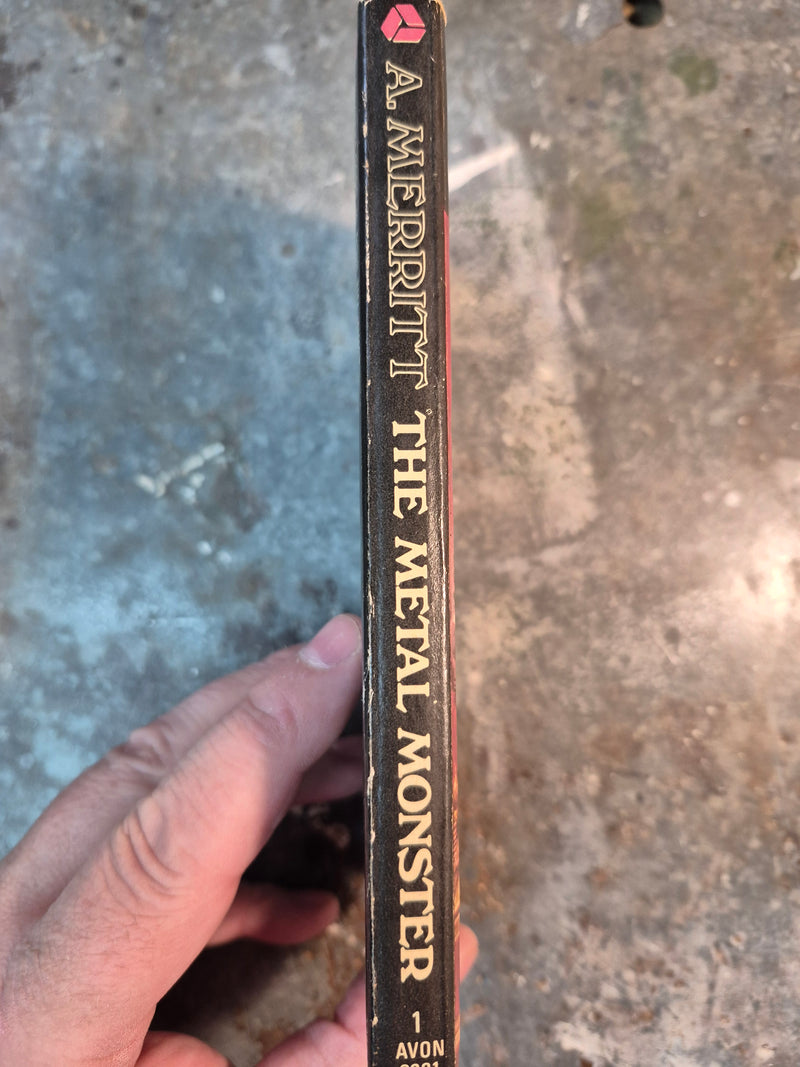 A. MERRITT THE METAL MONSTER
1
AVON